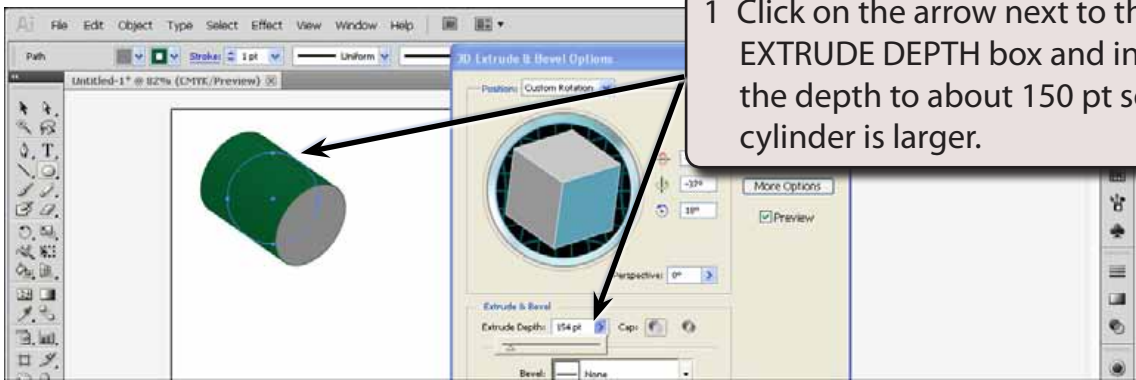 Ai File Edit Object Type Select Effect View Window Help
Path Stroke: 1 pt Uniform
Untitled-1* @ 82% (CMYK/Preview)
3D Extrude & Bevel Options
Position: Custom Rotation
1 Click on the arrow next to th
EXTRUDE DEPTH box and in
the depth to about 150 pt so
cylinder is larger.
-32°
18°
More Options
Preview
Perspective: 0°
Extrude & Bevel
Extrude Depth: 154 pt Cap:
Bevel: None